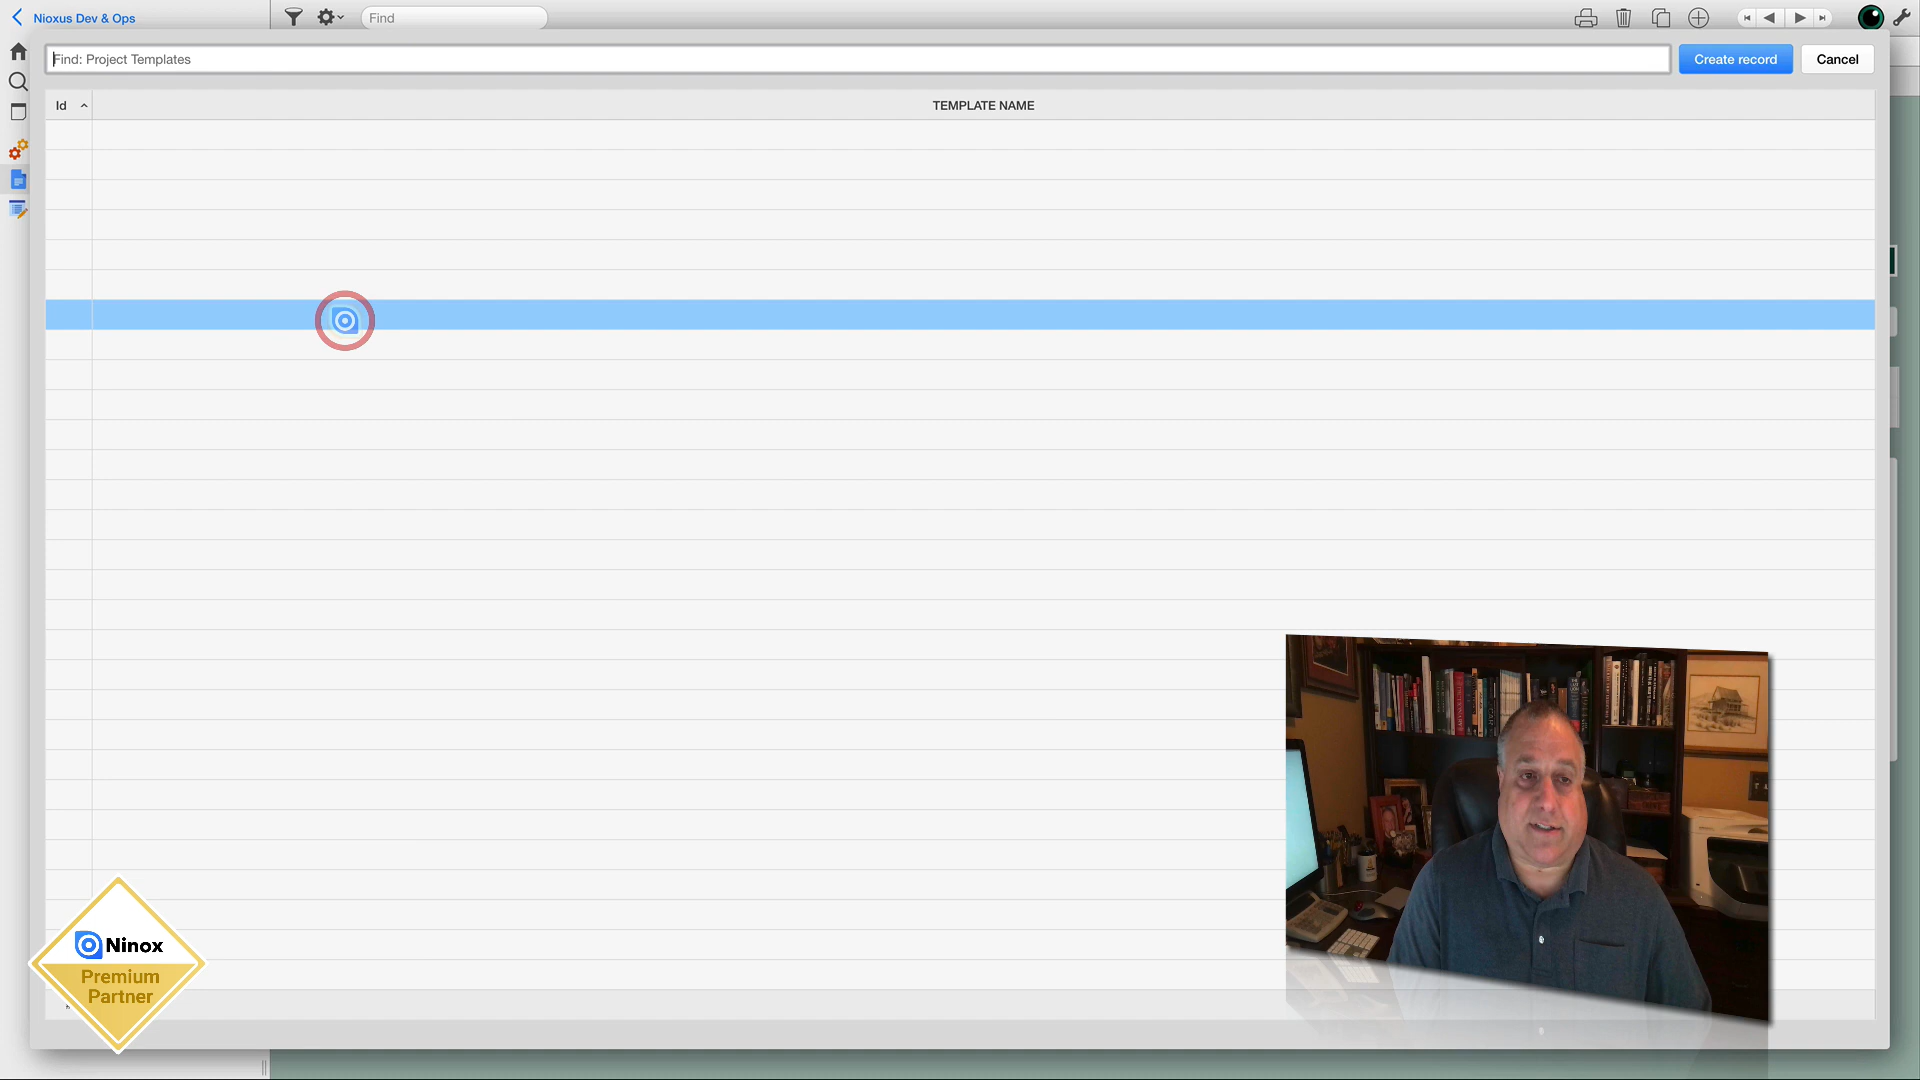 Nioxus Dev & Ops
Find
Find: Project Templates
Create record
Cancel
Id
TEMPLATE NAME
Ninox
Premium
Partner